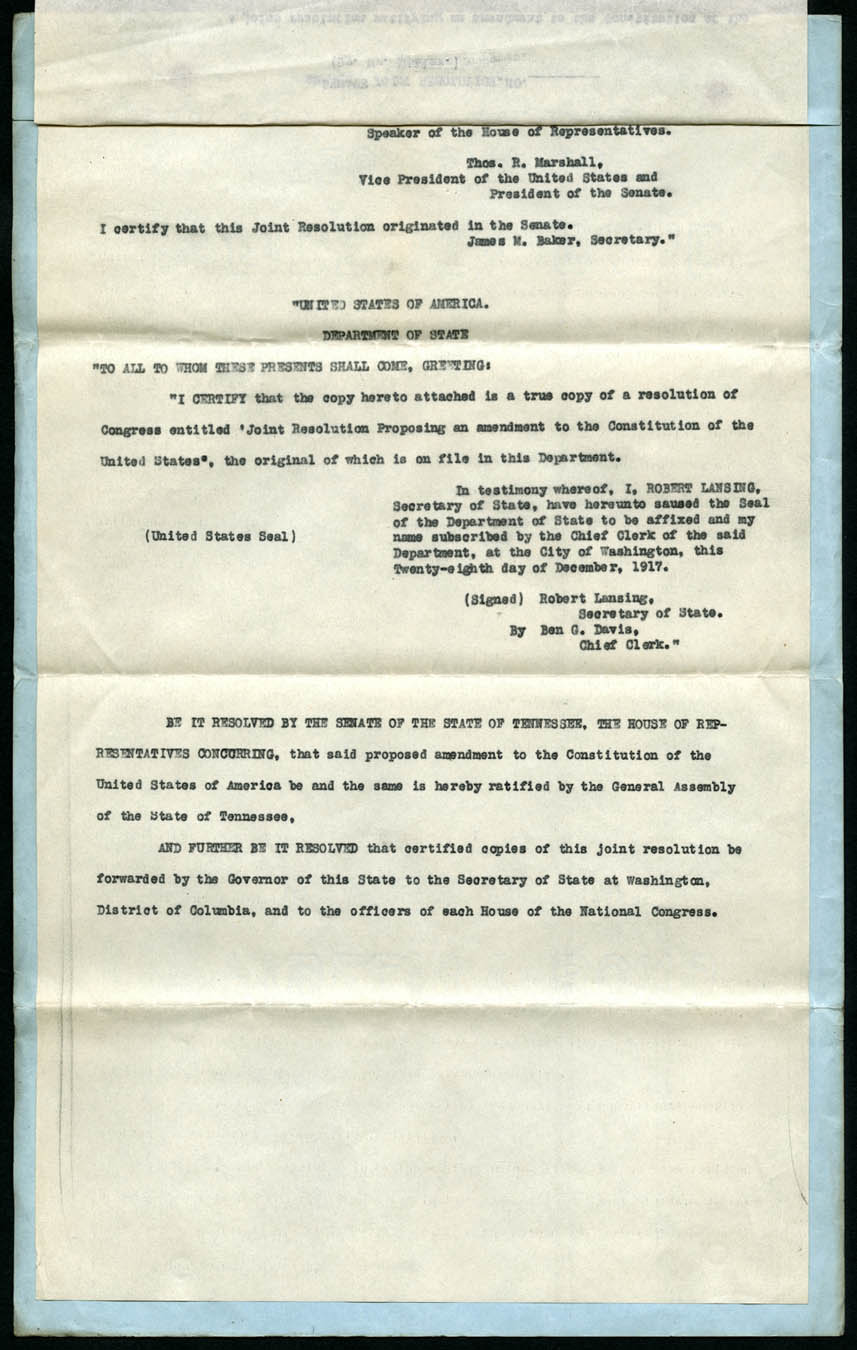 Speaker of the House of Representatives.
Thos. R. Marshall,
Vice President of the United States and
President of the Senate.
I certify that this Joint Resolution originated in the Senate.
James M. Baker, Secretary."
"UNITED STATES OF AMERICA.
DEPARTMENT OF STATE
"TO ALL TO WHOM THESE PRESENTS SHALL COME, GREETING:
"I CERTIFY that the copy hereto attached is a true copy of a resolution of
Congress entitled 'Joint Resolution Proposing an amendment to the Constitution of the
United States", the original of which is on file in this Department.
In testimony whereof, I, ROBERT LANSING,
Secretary of State, have hereunto saused the Seal
of the Department of State to be affixed and my
(United States Seal) name subscribed by the Chief Clerk of the said
Department, at the City of Washington, this
Twenty-eighth day of December, 1917.
(Signed) Robert Lansing,
Secretary of State.
By Ben G. Davis,
Chief Clerk."
BE IT RESOLVED BY THE SENATE OF THE STATE OF TENNESSEE, THE HOUSE OF REP-
RESENTATIVES CONCURRING, that said proposed amendment to the Constitution of the
United States of America be and the same is hereby ratified by the General Assembly
of the State of Tennessee,
AND FURTHER BE IT RESOLVED that certified copies of this joint resolution be
forwarded by the Governor of this State to the Secretary of State at Washington,
District of Columbia, and to the officers of each House of the National Congress.